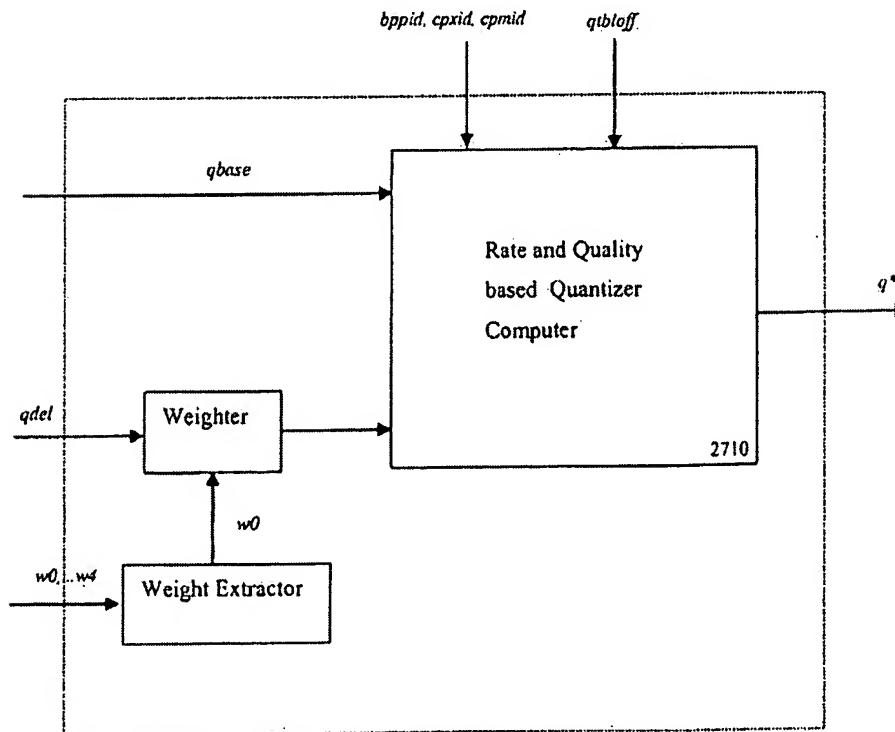 bppid, cpxid, cpmid
qtbloff
qbase
Rate and Quality
based Quantizer
Computer
q*
qdel
Weighter
2710
w0
w0,...w4
Weight Extractor